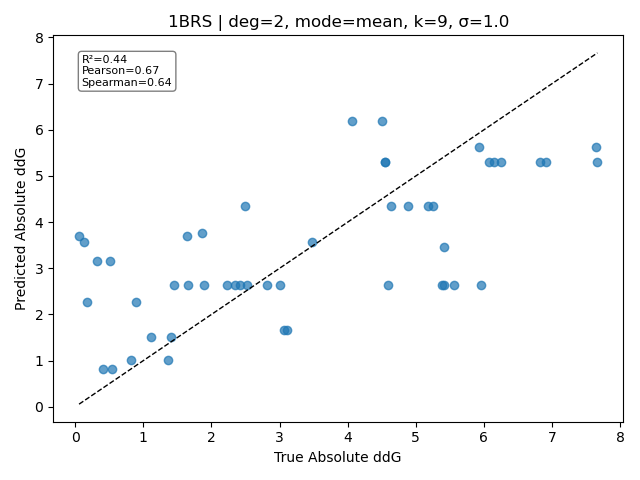 1BRS | deg=2, mode=mean, k=9, σ=1.0
R²=0.44
Pearson=0.67
Spearman=0.64
Predicted Absolute ddG
8
7
6
5
4
3
2
1
0
0 1 2 3 4 5 6 7 8
True Absolute ddG